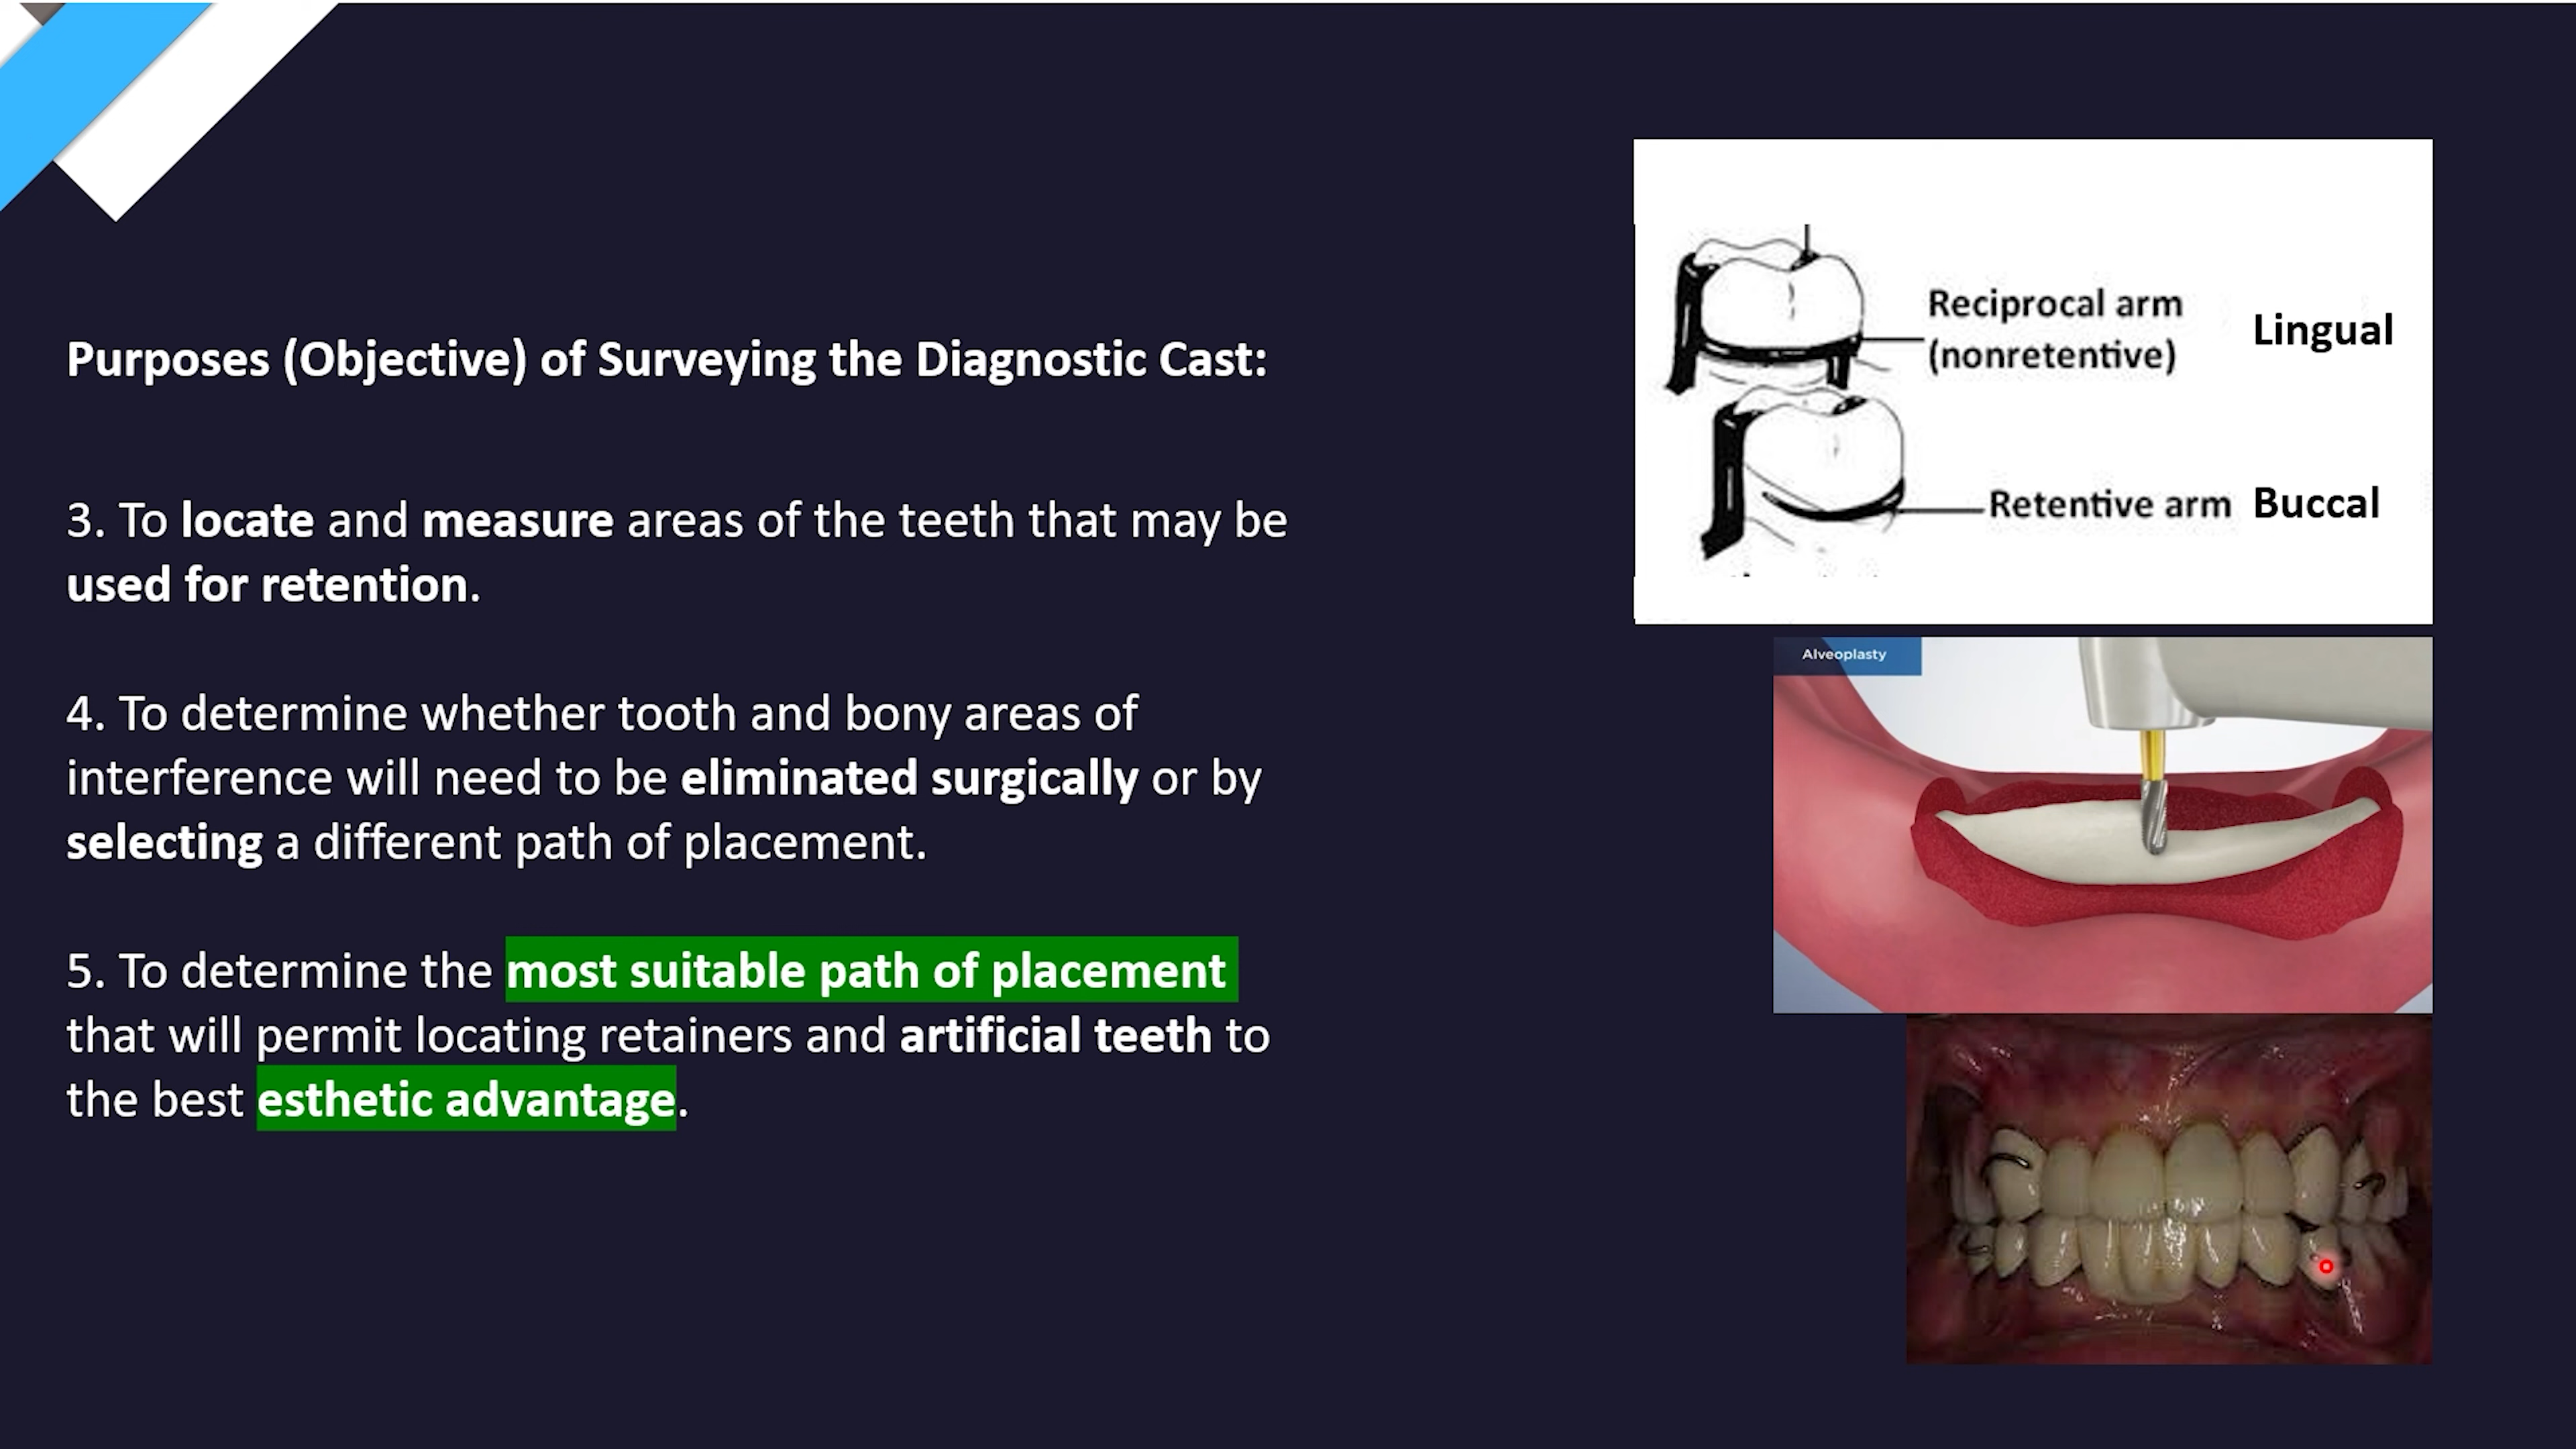 Purposes (Objective) of Surveying the Diagnostic Cast:
3. To locate and measure areas of the teeth that may be
used for retention.
4. To determine whether tooth and bony areas of
interference will need to be eliminated surgically or by
selecting a different path of placement.
5. To determine the most suitable path of placement
that will permit locating retainers and artificial teeth to
the best esthetic advantage.
Reciprocal arm
(nonretentive)
Lingual
Retentive arm
Buccal
Alveoplasty